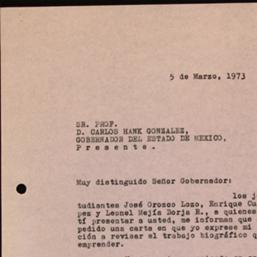 5 de Marzo, 1973
SR. PROF.
D. CARLOS HANK GONZALEZ,
GOBERNADOR DEL ESTADO DE MEXICO,
P r e s e n t e .
Muy distinguido Señor Gobernador:
los j
tudiantes José Orozco Lozo, Enrique Cu
pez y Leonel Mejía Borja R., a quienes
tí presentar a usted, me informan que
pedido una carta en que yo exprese mi
ción a revisar el trabajo biográfico q
emprender.